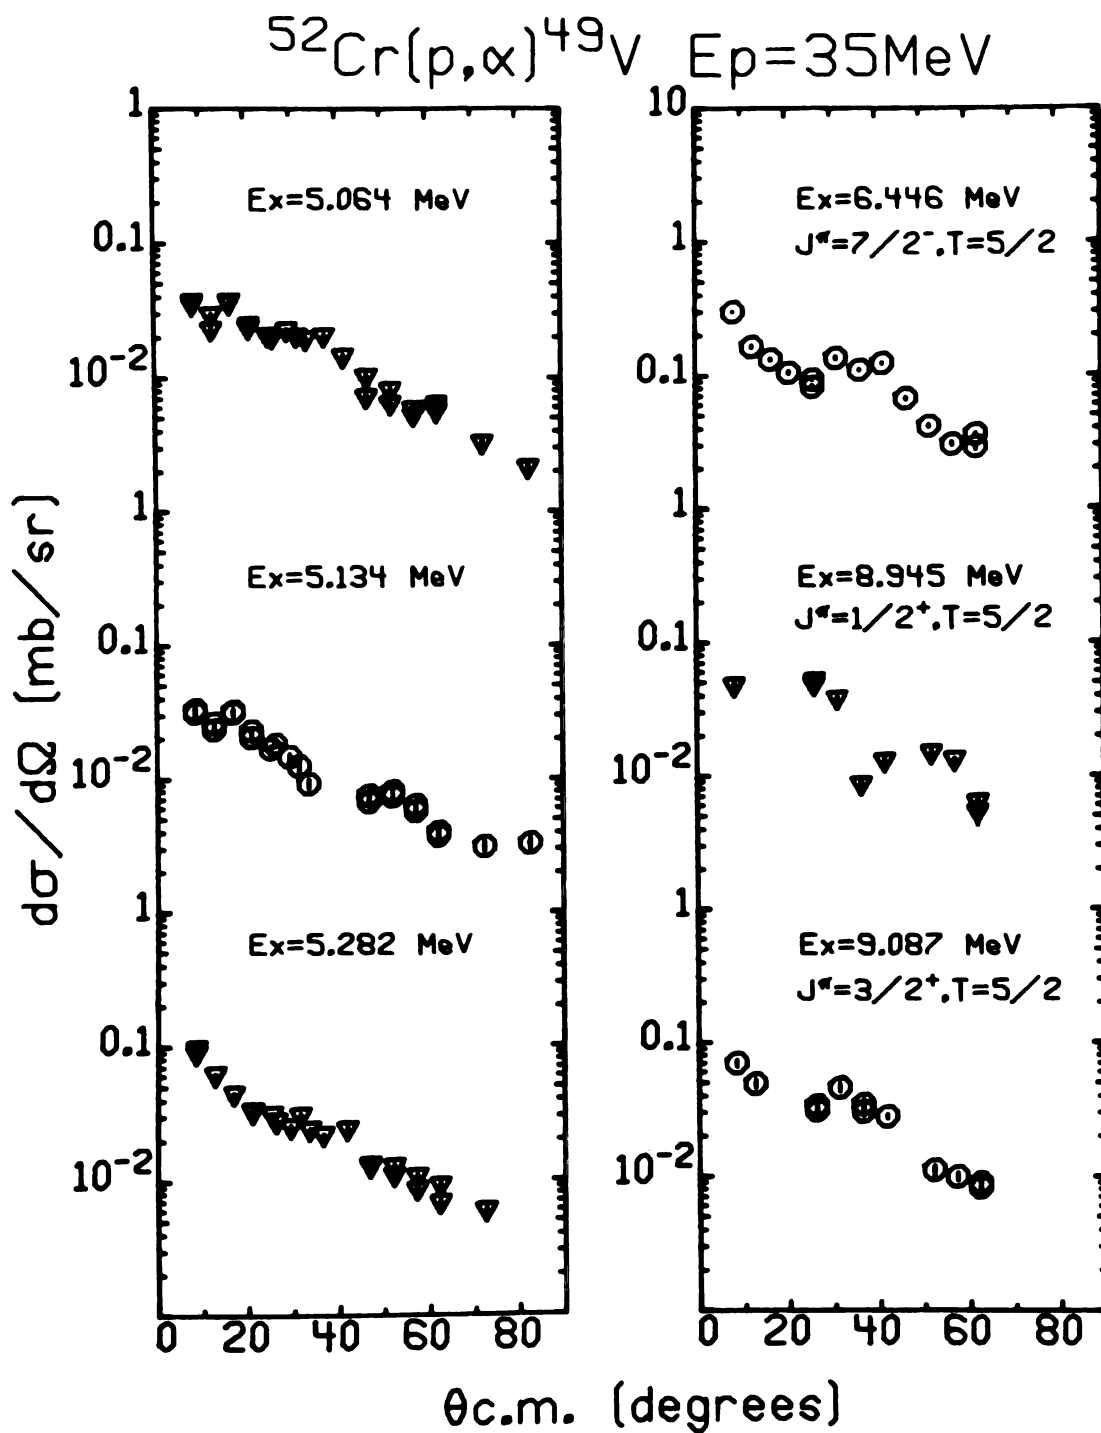 ⁵²Cr(p,α)⁴⁹V Ep=35MeV
dσ/dΩ (mb/sr)
1
Ex=5.064 MeV
0.1
10⁻²
1
Ex=5.134 MeV
0.1
10⁻²
1
Ex=5.282 MeV
0.1
10⁻²
0 20 40 60 80
10
Ex=6.446 MeV
Jπ=7/2⁻,T=5/2
1
0.1
1
Ex=8.945 MeV
Jπ=1/2⁺,T=5/2
0.1
10⁻²
1
Ex=9.087 MeV
Jπ=3/2⁺,T=5/2
0.1
10⁻²
0 20 40 60 80
θc.m. (degrees)